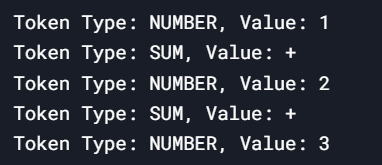 Token Type: NUMBER, Value: 1
Token Type: SUM, Value: +
Token Type: NUMBER, Value: 2
Token Type: SUM, Value: +
Token Type: NUMBER, Value: 3